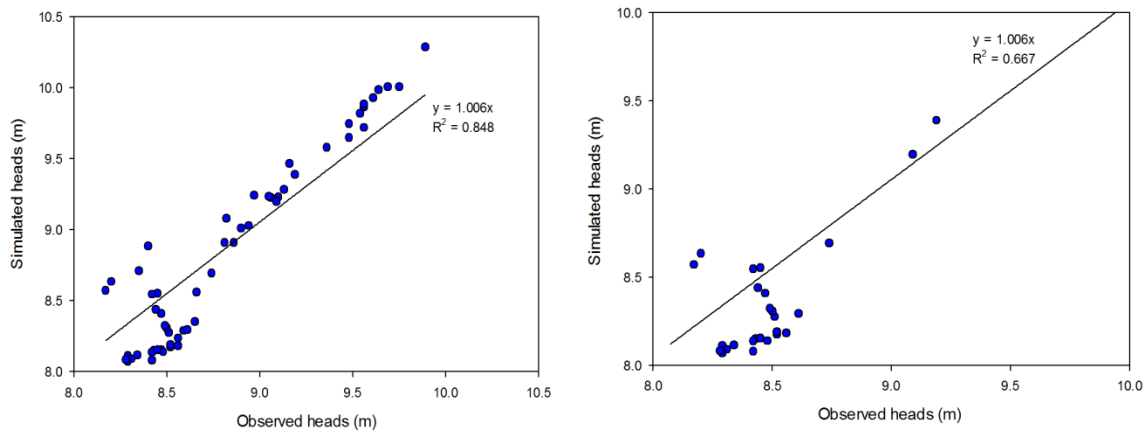 10.5
10.0
9.5
9.0
8.5
8.0
Simulated heads (m)
y = 1.006x
R² = 0.848
8.0 8.5 9.0 9.5 10.0 10.5
Observed heads (m)
10.0
9.5
9.0
8.5
8.0
Simulated heads (m)
y = 1.006x
R² = 0.667
8.0 8.5 9.0 9.5 10.0
Observed heads (m)